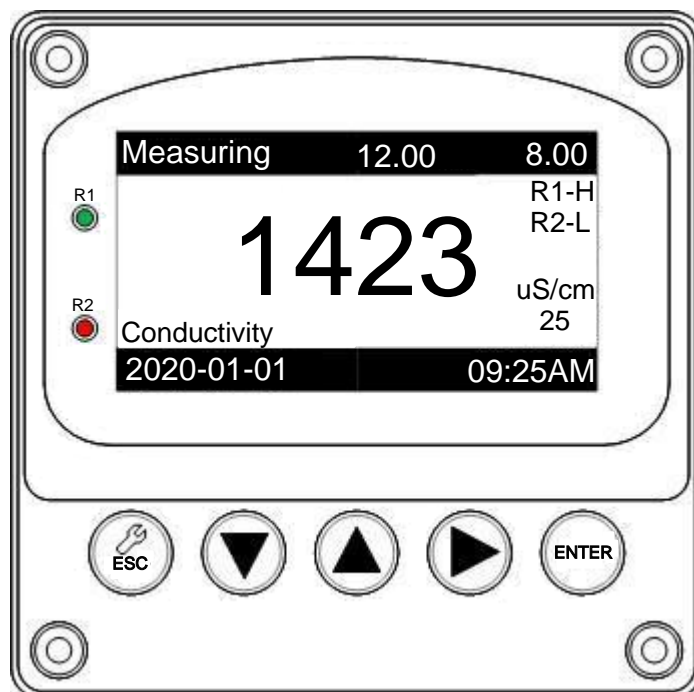 Measuring 12.00 8.00
R1
R1-H
R2-L
1423
uS/cm
R2
25
Conductivity
2020-01-01 09:25AM
ESC
ENTER